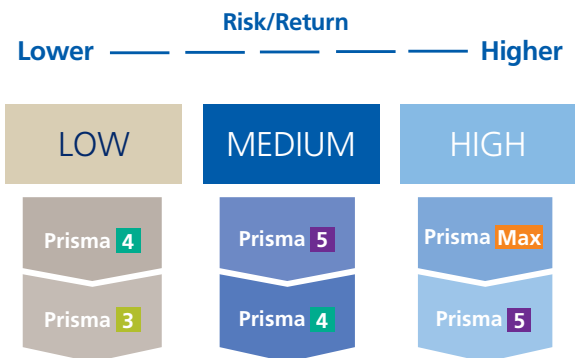 Risk/Return
Lower Higher
LOW MEDIUM HIGH
Prisma 4 Prisma 5 Prisma Max
Prisma 3 Prisma 4 Prisma 5